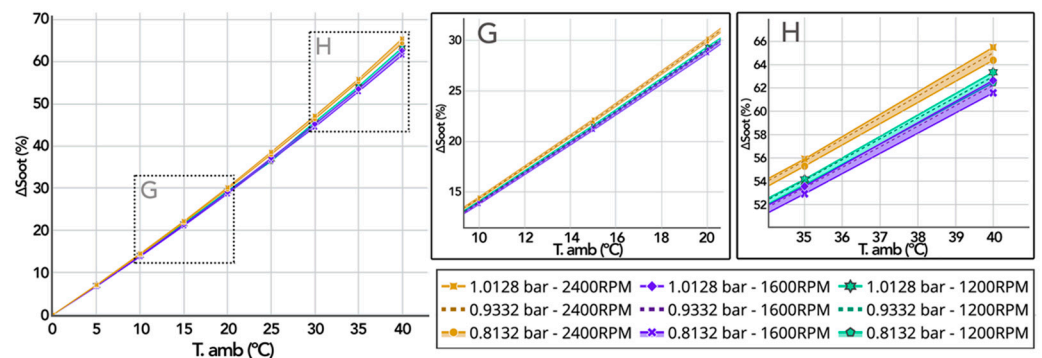 70
60
50
40
30
20
10
0
ΔSoot (%)
0 5 10 15 20 25 30 35 40
T. amb (°C)
G
H
G
30
25
20
15
ΔSoot (%)
10 12 14 16 18 20
T. amb (°C)
H
66
64
62
60
58
56
54
52
ΔSoot (%)
35 36 37 38 39 40
T. amb (°C)
1.0128 bar - 2400RPM 1.0128 bar - 1600RPM 1.0128 bar - 1200RPM
0.9332 bar - 2400RPM 0.9332 bar - 1600RPM 0.9332 bar - 1200RPM
0.8132 bar - 2400RPM 0.8132 bar - 1600RPM 0.8132 bar - 1200RPM